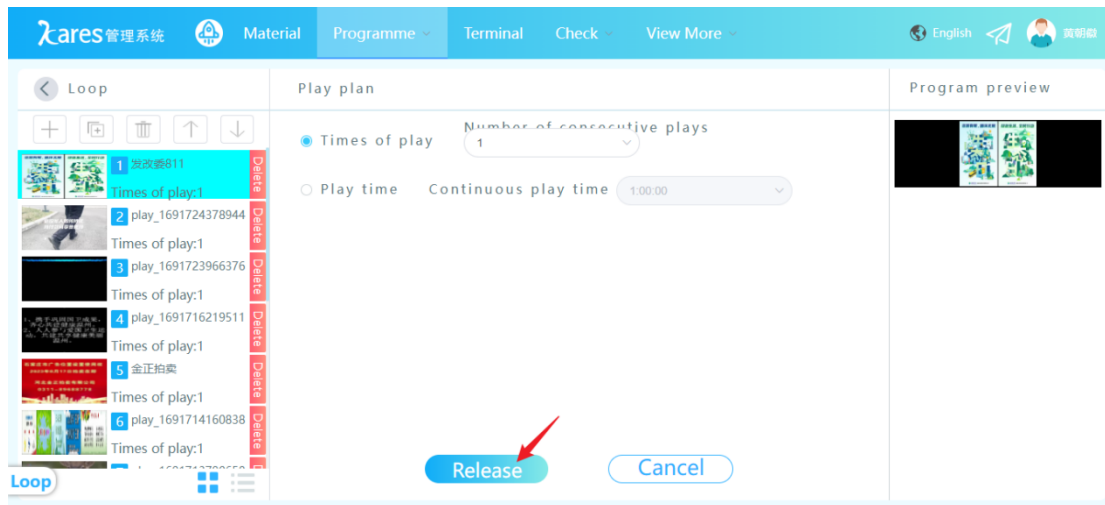 Kares管理系统 Material Programme Terminal Check View More English 黄朝毅
Loop
Play plan
Program preview
1 发改委811
Times of play:1
Delete
2 play_1691724378944
Times of play:1
Delete
3 play_1691723966376
Times of play:1
Delete
4 play_1691716219511
Times of play:1
Delete
5 金正拍卖
Times of play:1
Delete
6 play_1691714160838
Times of play:1
Delete
Loop
Times of play Number of consecutive plays
1
Play time Continuous play time 1:00:00
Release Cancel